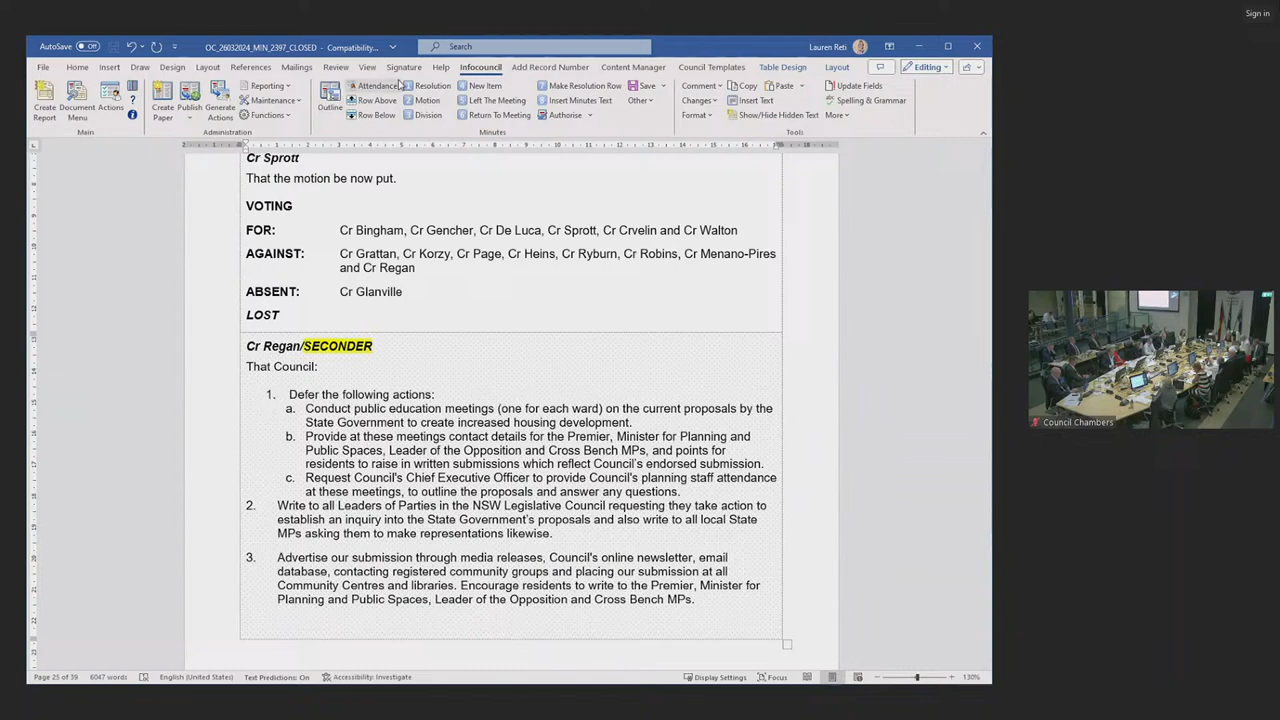 Sign in
AutoSave Off OC_26032024_MIN_2397_CLOSED - Compatibility... Search Lauren Reti
File Home Insert Draw Design Layout References Mailings Review View Signature Help Infocouncil Add Record Number Content Manager Council Templates Table Design Layout Editing
Create Report Document Menu Actions Create Paper Publish Generate Actions Reporting Maintenance Functions Outline Attendance Row Above Row Below Resolution Motion Division New Item Left The Meeting Return To Meeting Make Resolution Row Insert Minutes Text Authorise Save Other Comment Changes Format Copy Paste Insert Text Show/Hide Hidden Text Update Fields Spelling & Grammar More
Main Administration Minutes Tools
Cr Sprott
That the motion be now put.
VOTING
FOR: Cr Bingham, Cr Gencher, Cr De Luca, Cr Sprott, Cr Crvelin and Cr Walton
AGAINST: Cr Grattan, Cr Korzy, Cr Page, Cr Heins, Cr Ryburn, Cr Robins, Cr Menano-Pires
and Cr Regan
ABSENT: Cr Glanville
LOST
Cr Regan/SECONDER
That Council:
1. Defer the following actions:
a. Conduct public education meetings (one for each ward) on the current proposals by the
State Government to create increased housing development.
b. Provide at these meetings contact details for the Premier, Minister for Planning and
Public Spaces, Leader of the Opposition and Cross Bench MPs, and points for
residents to raise in written submissions which reflect Council's endorsed submission.
c. Request Council's Chief Executive Officer to provide Council's planning staff attendance
at these meetings, to outline the proposals and answer any questions.
2. Write to all Leaders of Parties in the NSW Legislative Council requesting they take action to
establish an inquiry into the State Government's proposals and also write to all local State
MPs asking them to make representations likewise.
3. Advertise our submission through media releases, Council's online newsletter, email
database, contacting registered community groups and placing our submission at all
Community Centres and libraries. Encourage residents to write to the Premier, Minister for
Planning and Public Spaces, Leader of the Opposition and Cross Bench MPs.
Council Chambers
Page 25 of 39 6047 words English (United States) Text Predictions: On Accessibility: Investigate Display Settings Focus 130%